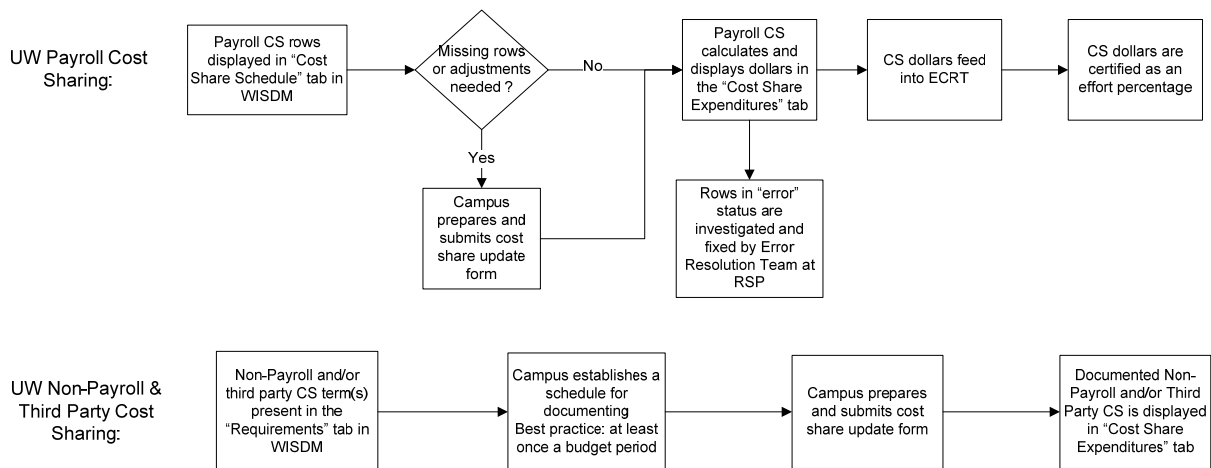 UW Payroll Cost
Sharing:
Payroll CS rows
displayed in “Cost
Share Schedule” tab in
WISDM
Missing rows
or adjustments
needed ?
No
Yes
Campus
prepares and
submits cost
share update
form
Payroll CS
calculates and
displays dollars in
the “Cost Share
Expenditures” tab
Rows in “error”
status are
investigated and
fixed by Error
Resolution Team at
RSP
CS dollars feed
into ECRT
CS dollars are
certified as an
effort percentage
UW Non-Payroll &
Third Party Cost
Sharing:
Non-Payroll and/or
third party CS term(s)
present in the
“Requirements” tab in
WISDM
Campus establishes a
schedule for
documenting
Best practice: at least
once a budget period
Campus prepares
and submits cost
share update form
Documented Non-
Payroll and/or Third
Party CS is displayed
in “Cost Share
Expenditures” tab